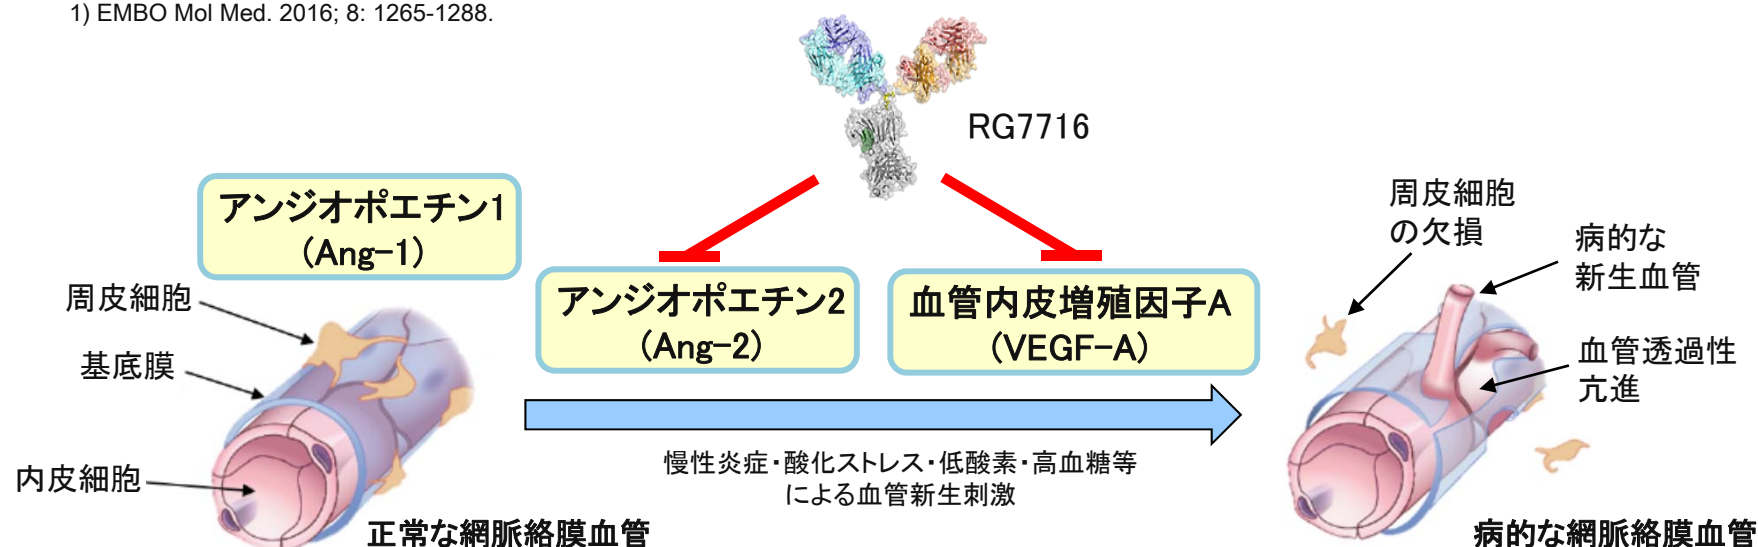 1) EMBO Mol Med. 2016; 8: 1265-1288.
RG7716
アンジオポエチン1
(Ang-1)
アンジオポエチン2
(Ang-2)
血管内皮増殖因子A
(VEGF-A)
周皮細胞
基底膜
内皮細胞
正常な網脈絡膜血管
慢性炎症・酸化ストレス・低酸素・高血糖等
による血管新生刺激
周皮細胞
の欠損
病的な
新生血管
血管透過性
亢進
病的な網脈絡膜血管